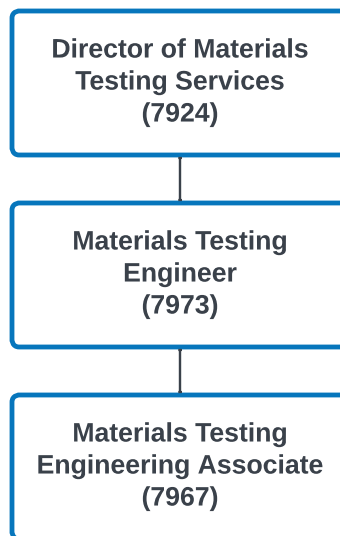 Director of Materials
Testing Services
(7924)
Materials Testing
Engineer
(7973)
Materials Testing
Engineering Associate
(7967)